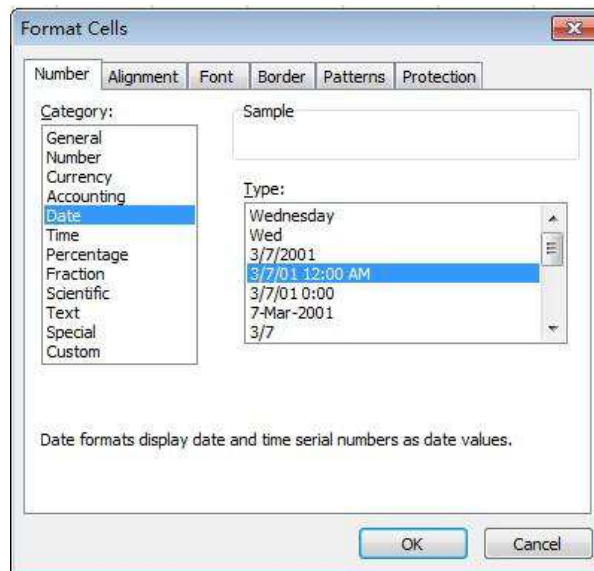 Format Cells
Number Alignment Font Border Patterns Protection
Category:
General
Number
Currency
Accounting
Date
Time
Percentage
Fraction
Scientific
Text
Special
Custom
Sample
Type:
Wednesday
Wed
3/7/2001
3/7/01 12:00 AM
3/7/01 0:00
7-Mar-2001
3/7
Date formats display date and time serial numbers as date values.
OK Cancel